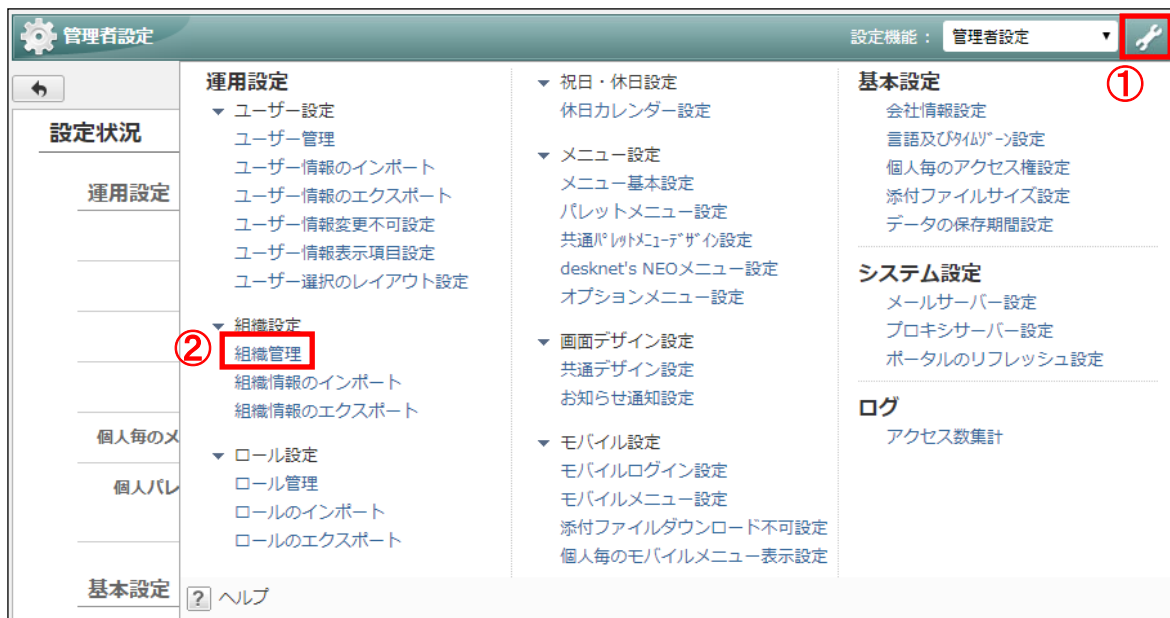 管理者設定
設定機能： 管理者設定
①
設定状況
運用設定
個人毎のメ
個人パレ
基本設定
運用設定
ユーザー設定
ユーザー管理
ユーザー情報のインポート
ユーザー情報のエクスポート
ユーザー情報変更不可設定
ユーザー情報表示項目設定
ユーザー選択のレイアウト設定
組織設定
②
組織管理
組織情報のインポート
組織情報のエクスポート
ロール設定
ロール管理
ロールのインポート
ロールのエクスポート
祝日・休日設定
休日カレンダー設定
メニュー設定
メニュー基本設定
パレットメニュー設定
共通ﾊﾟﾚｯﾄﾒﾆｭｰﾃﾞｻﾞｲﾝ設定
desknet's NEOメニュー設定
オプションメニュー設定
画面デザイン設定
共通デザイン設定
お知らせ通知設定
モバイル設定
モバイルログイン設定
モバイルメニュー設定
添付ファイルダウンロード不可設定
個人毎のモバイルメニュー表示設定
基本設定
会社情報設定
言語及びﾀｲﾑｿﾞｰﾝ設定
個人毎のアクセス権設定
添付ファイルサイズ設定
データの保存期間設定
システム設定
メールサーバー設定
プロキシサーバー設定
ポータルのリフレッシュ設定
ログ
アクセス数集計
? ヘルプ